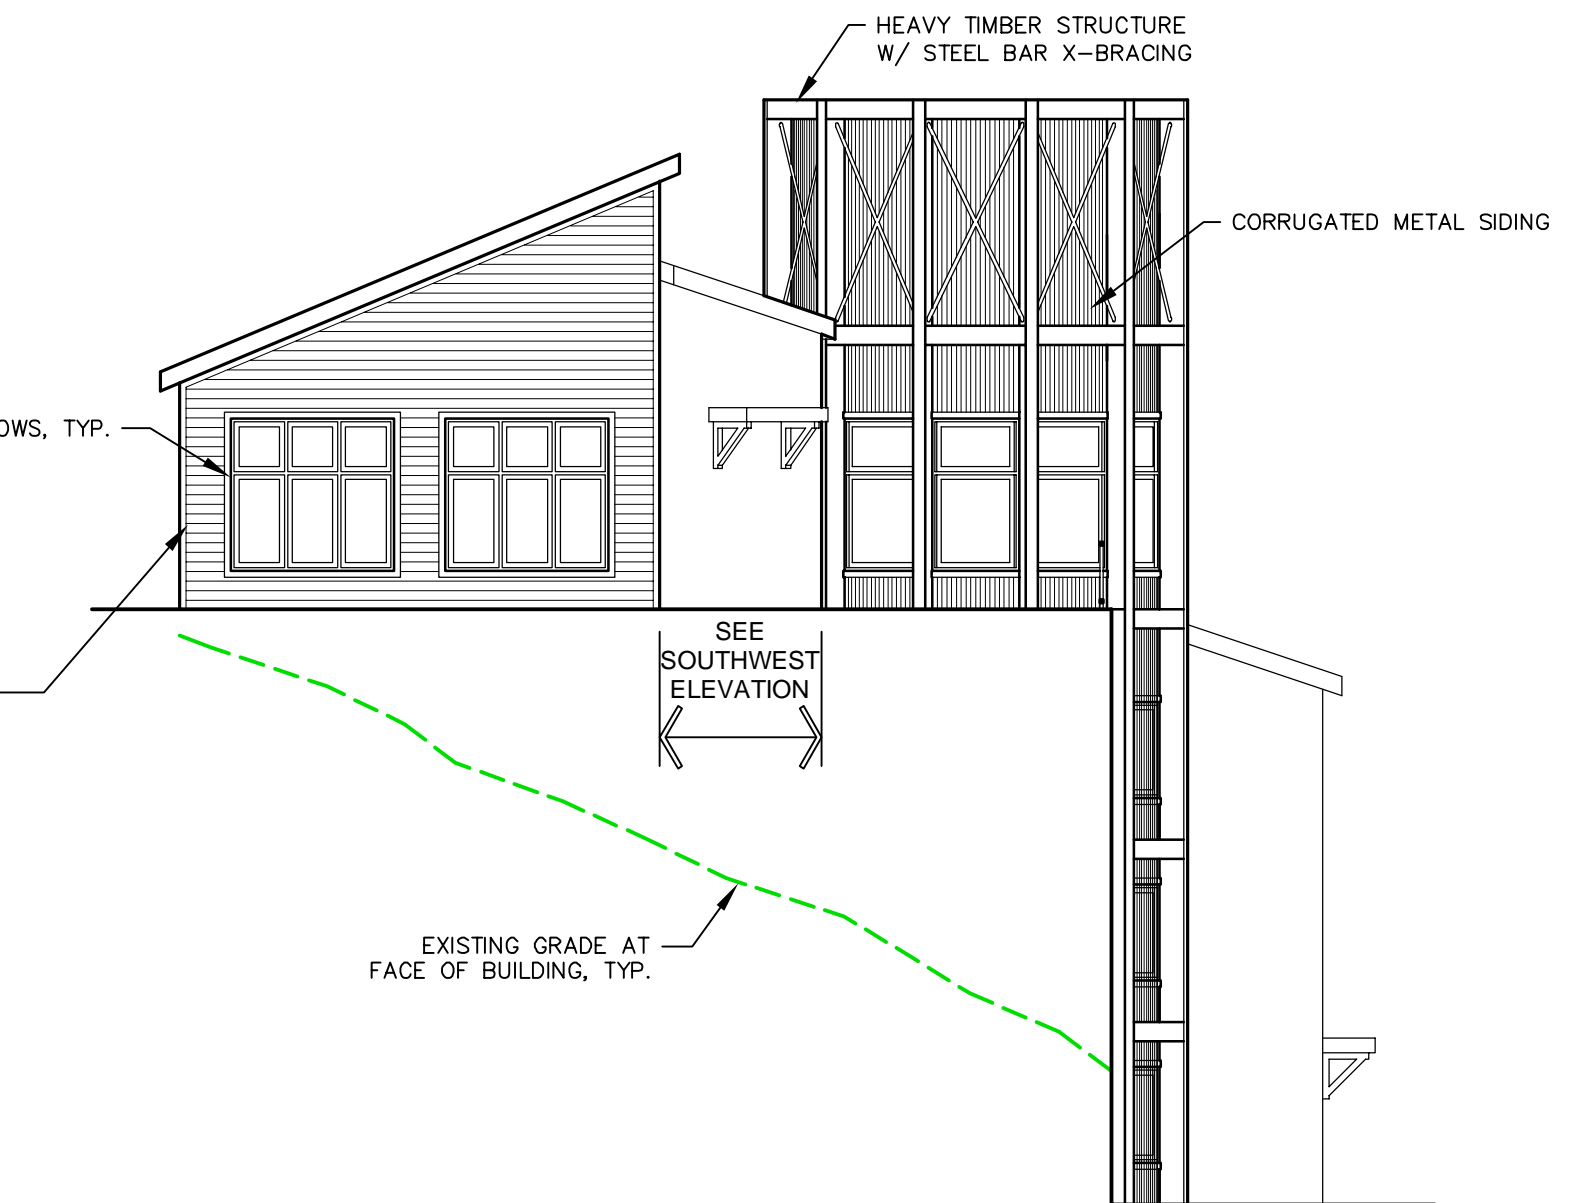 HEAVY TIMBER STRUCTURE
W/ STEEL BAR X-BRACING
CORRUGATED METAL SIDING
OWS, TYP.
SEE
SOUTHWEST
ELEVATION
EXISTING GRADE AT
FACE OF BUILDING, TYP.